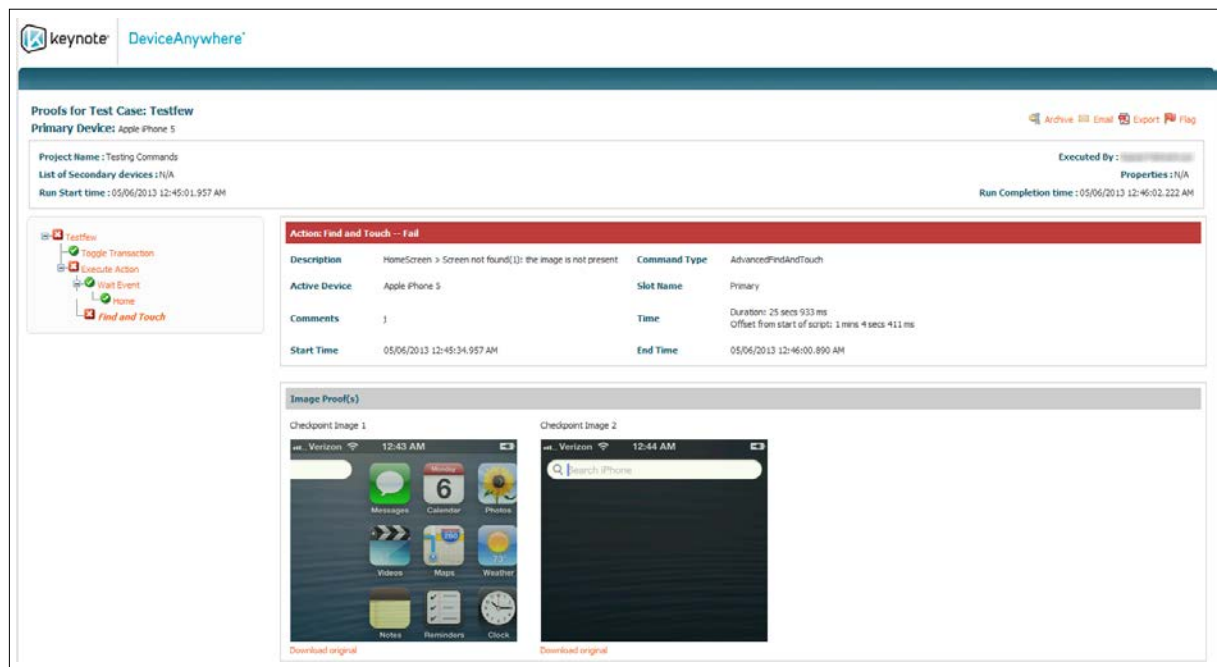 keynote DeviceAnywhere
Proofs for Test Case: Testfew
Primary Device: Apple iPhone 5
Archive Email Export Flag
Project Name : Testing Commands
Executed By :
List of Secondary devices : N/A
Properties : N/A
Run Start time : 05/06/2013 12:45:01.957 AM
Run Completion time : 05/06/2013 12:46:02.222 AM
Testfew
Toggle Transaction
Execute Action
Wait Event
Home
Find and Touch
Action: Find and Touch -- Fail
Description HomeScreen > Screen not found(1): the image is not present Command Type AdvancedFindAndTouch
Active Device Apple iPhone 5 Slot Name Primary
Comments ; Time Duration: 25 secs 933 ms
Offset from start of script: 1 mins 4 secs 411 ms
Start Time 05/06/2013 12:45:34.957 AM End Time 05/06/2013 12:46:00.890 AM
Image Proof(s)
Checkpoint Image 1 Checkpoint Image 2
Verizon 12:43 AM
Monday
6
Messages Calendar Photos
280
73°
Videos Maps Weather
Notes Reminders Clock
Verizon 12:44 AM
Search iPhone
Download original Download original